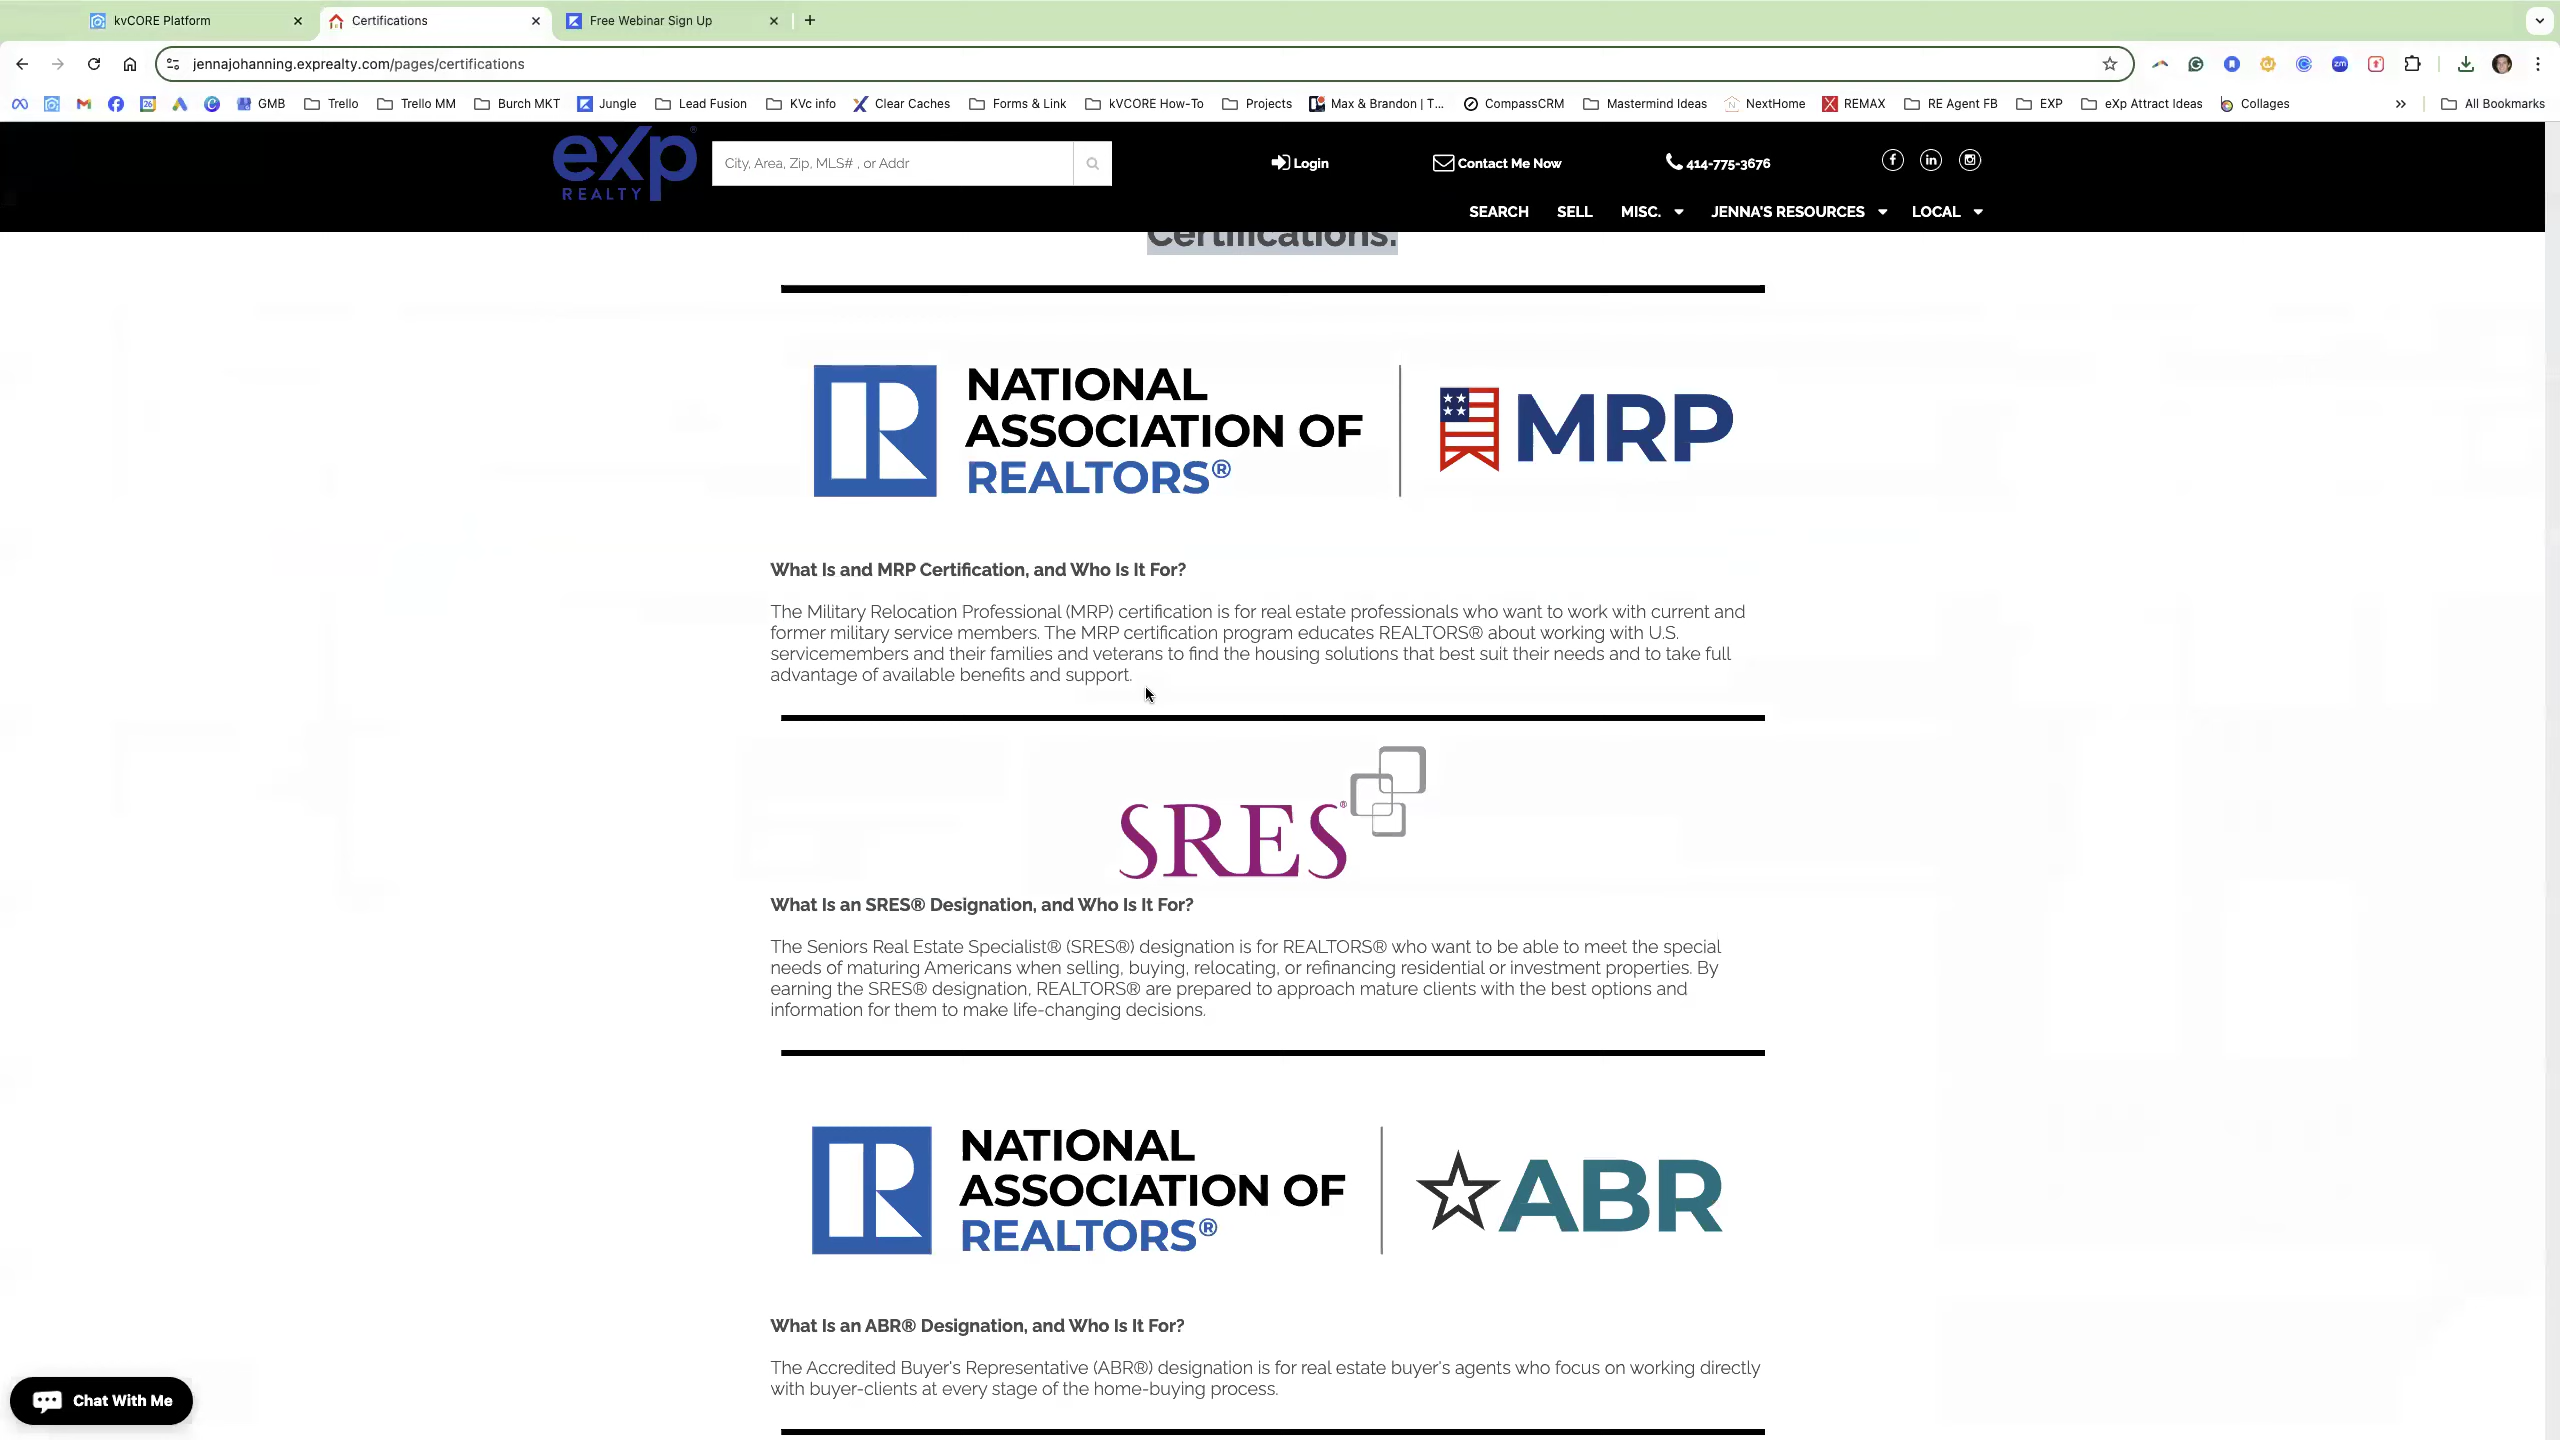 kvCORE Platform
Certifications
Free Webinar Sign Up
jennajohanning.exprealty.com/pages/certifications
GMB
Trello
Trello MM
Burch MKT
Jungle
Lead Fusion
KVc info
Clear Caches
Forms & Link
kVCORE How-To
Projects
Max & Brandon | T...
CompassCRM
Mastermind Ideas
NextHome
REMAX
RE Agent FB
EXP
eXp Attract Ideas
Collages
All Bookmarks
eXp REALTY
City, Area, Zip, MLS# , or Addr
Login
Contact Me Now
414-775-3676
SEARCH
SELL
MISC.
JENNA'S RESOURCES
LOCAL
Certifications.
NATIONAL
ASSOCIATION OF
REALTORS®
MRP
What Is and MRP Certification, and Who Is It For?
The Military Relocation Professional (MRP) certification is for real estate professionals who want to work with current and
former military service members. The MRP certification program educates REALTORS® about working with U.S.
servicemembers and their families and veterans to find the housing solutions that best suit their needs and to take full
advantage of available benefits and support.
SRES®
What Is an SRES® Designation, and Who Is It For?
The Seniors Real Estate Specialist® (SRES®) designation is for REALTORS® who want to be able to meet the special
needs of maturing Americans when selling, buying, relocating, or refinancing residential or investment properties. By
earning the SRES® designation, REALTORS® are prepared to approach mature clients with the best options and
information for them to make life-changing decisions.
NATIONAL
ASSOCIATION OF
REALTORS®
ABR
What Is an ABR® Designation, and Who Is It For?
The Accredited Buyer's Representative (ABR®) designation is for real estate buyer's agents who focus on working directly
with buyer-clients at every stage of the home-buying process.
Chat With Me